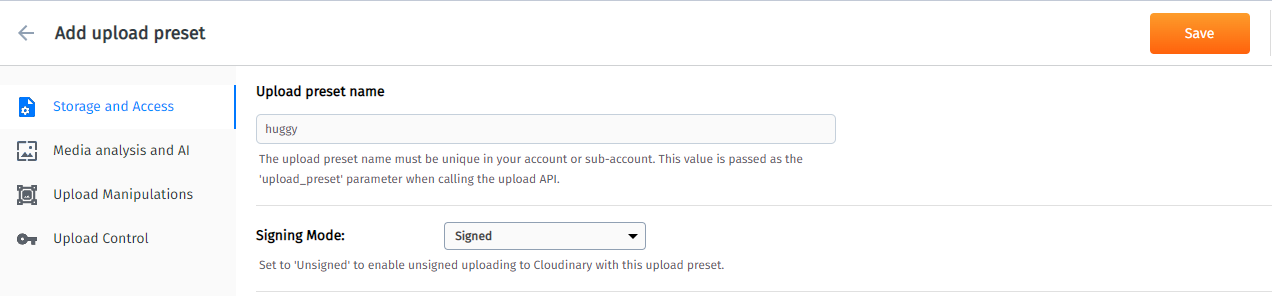 Add upload preset
Save
Storage and Access
Media analysis and AI
Upload Manipulations
Upload Control
Upload preset name
huggy
The upload preset name must be unique in your account or sub-account. This value is passed as the
'upload_preset' parameter when calling the upload API.
Signing Mode:
Signed
Set to 'Unsigned' to enable unsigned uploading to Cloudinary with this upload preset.